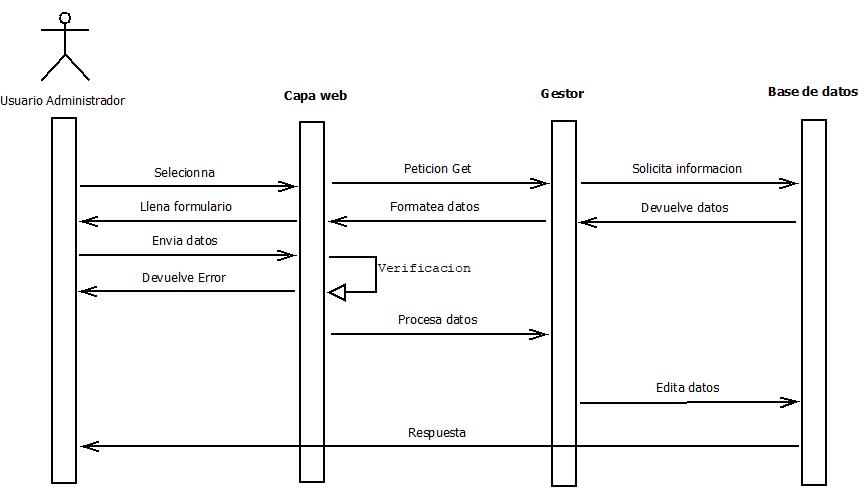 Usuario Administrador
Capa web
Gestor
Base de datos
Selecionna
Peticion Get
Solicita informacion
Llena formulario
Formatea datos
Devuelve datos
Envia datos
Verificacion
Devuelve Error
Procesa datos
Edita datos
Respuesta